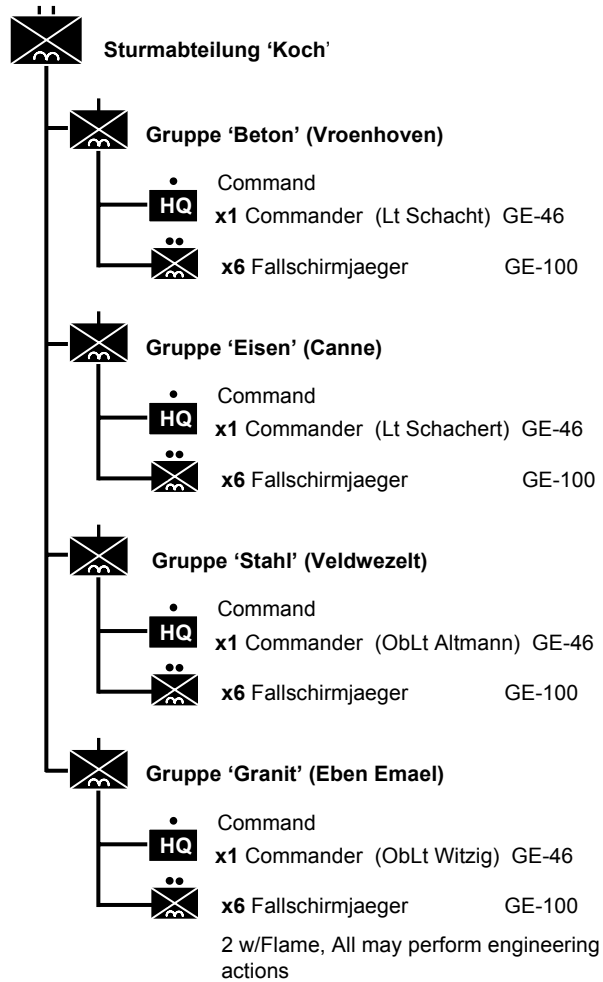 Sturmabteilung ‘Koch’
Gruppe ‘Beton’ (Vroenhoven)
Command
HQ
x1 Commander (Lt Schacht) GE-46
x6 Fallschirmjaeger GE-100
Gruppe ‘Eisen’ (Canne)
Command
HQ
x1 Commander (Lt Schachert) GE-46
x6 Fallschirmjaeger GE-100
Gruppe ‘Stahl’ (Veldwezelt)
Command
HQ
x1 Commander (ObLt Altmann) GE-46
x6 Fallschirmjaeger GE-100
Gruppe ‘Granit’ (Eben Emael)
Command
HQ
x1 Commander (ObLt Witzig) GE-46
x6 Fallschirmjaeger GE-100
2 w/Flame, All may perform engineering
actions